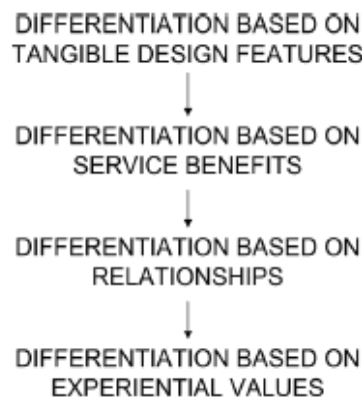 DIFFERENTIATION BASED ON
TANGIBLE DESIGN FEATURES
DIFFERENTIATION BASED ON
SERVICE BENEFITS
DIFFERENTIATION BASED ON
RELATIONSHIPS
DIFFERENTIATION BASED ON
EXPERIENTIAL VALUES